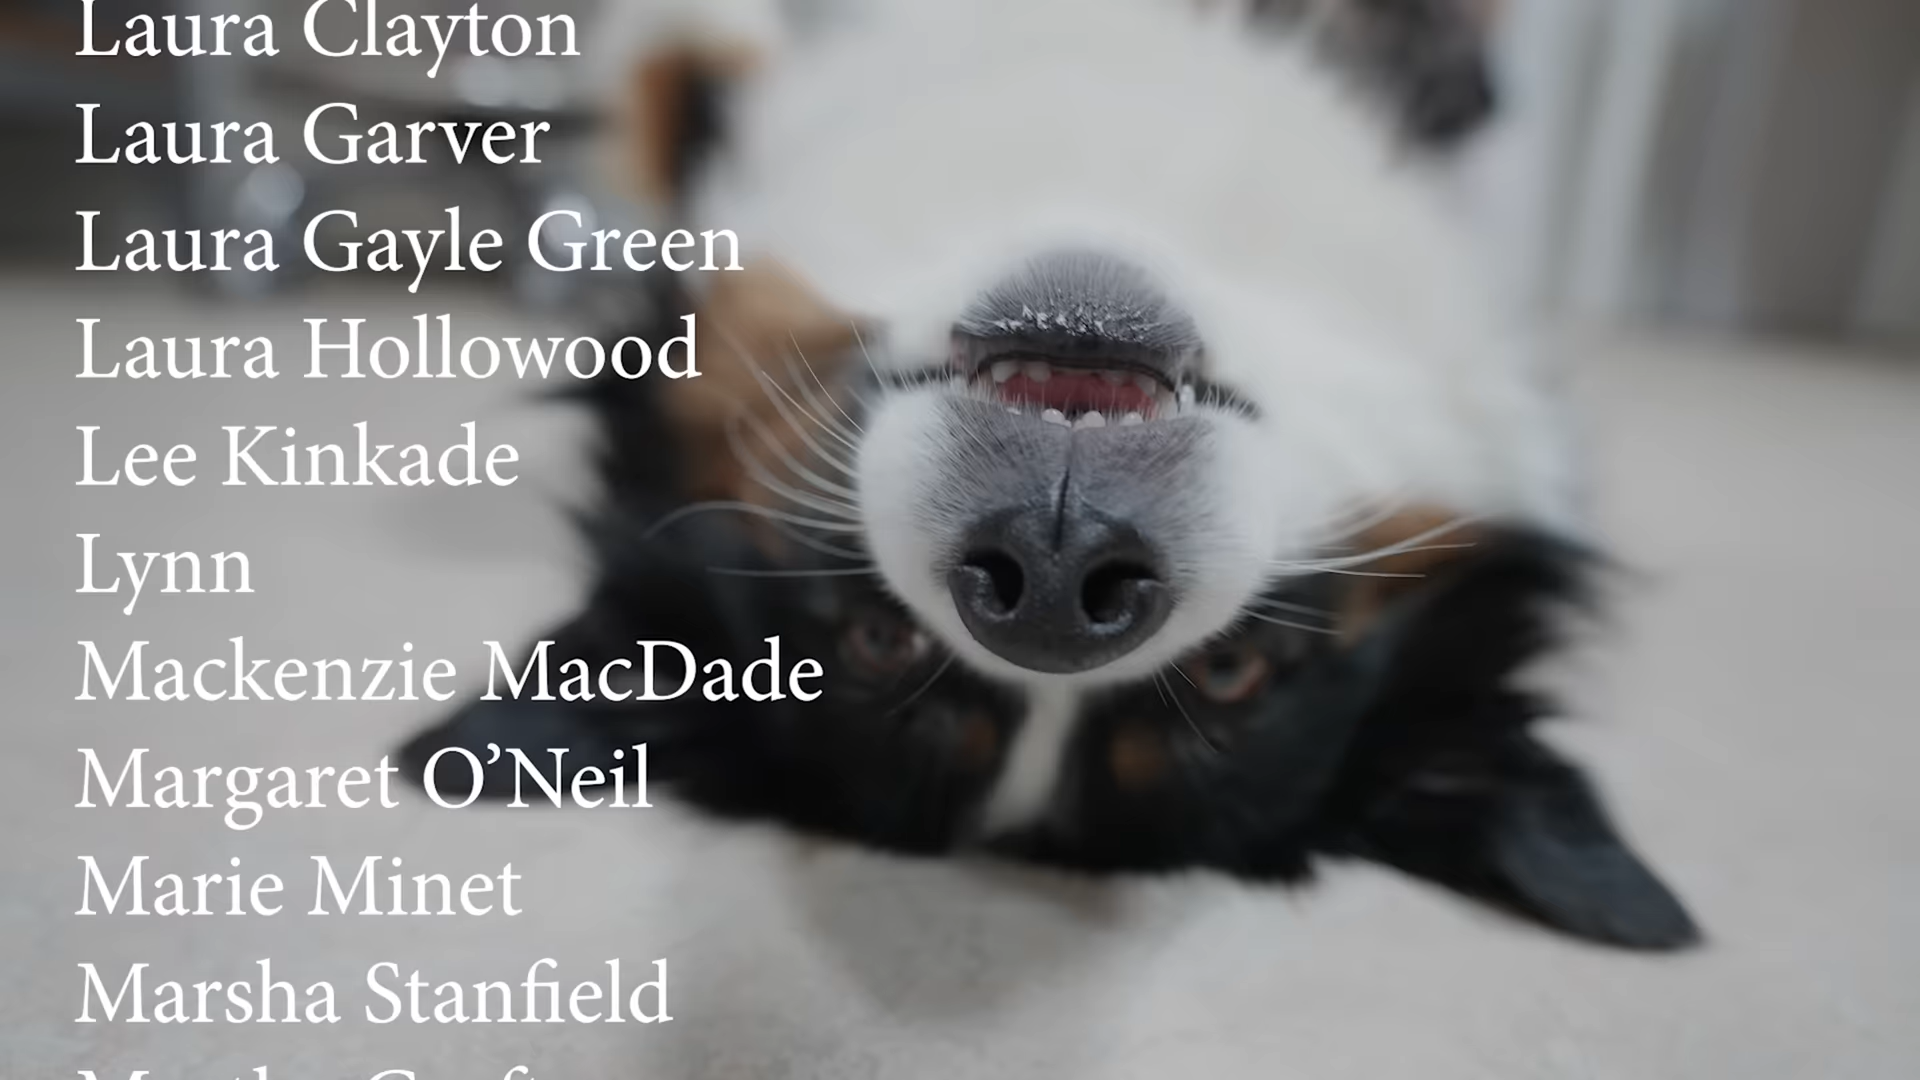 Laura Clayton
Laura Garver
Laura Gayle Green
Laura Hollowood
Lee Kinkade
Lynn
Mackenzie MacDade
Margaret O’Neil
Marie Minet
Marsha Stanfield